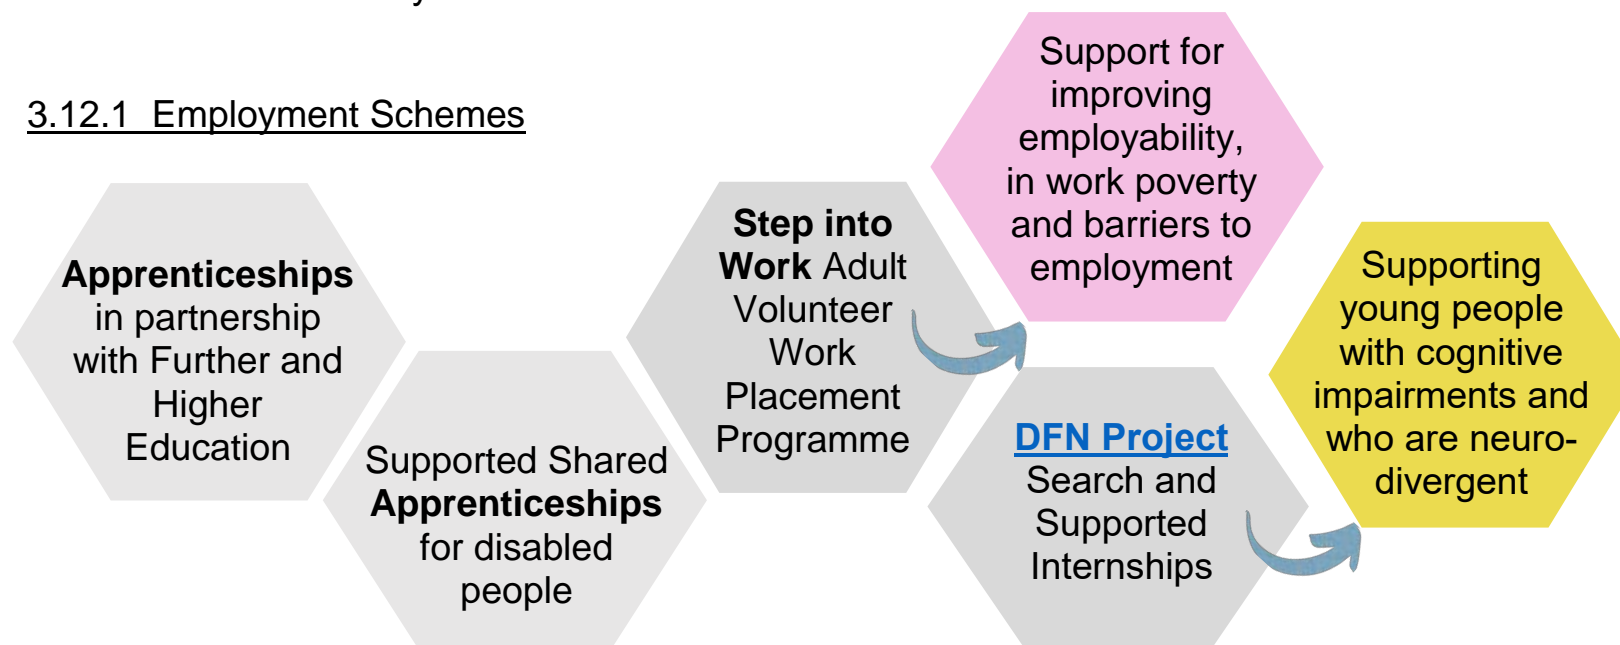 3.12.1 Employment Schemes
Apprenticeships
in partnership
with Further and
Higher
Education
Supported Shared
Apprenticeships
for disabled
people
Step into
Work Adult
Volunteer
Work
Placement
Programme
Support for
improving
employability,
in work poverty
and barriers to
employment
DFN Project
Search and
Supported
Internships
Supporting
young people
with cognitive
impairments and
who are neuro-
divergent